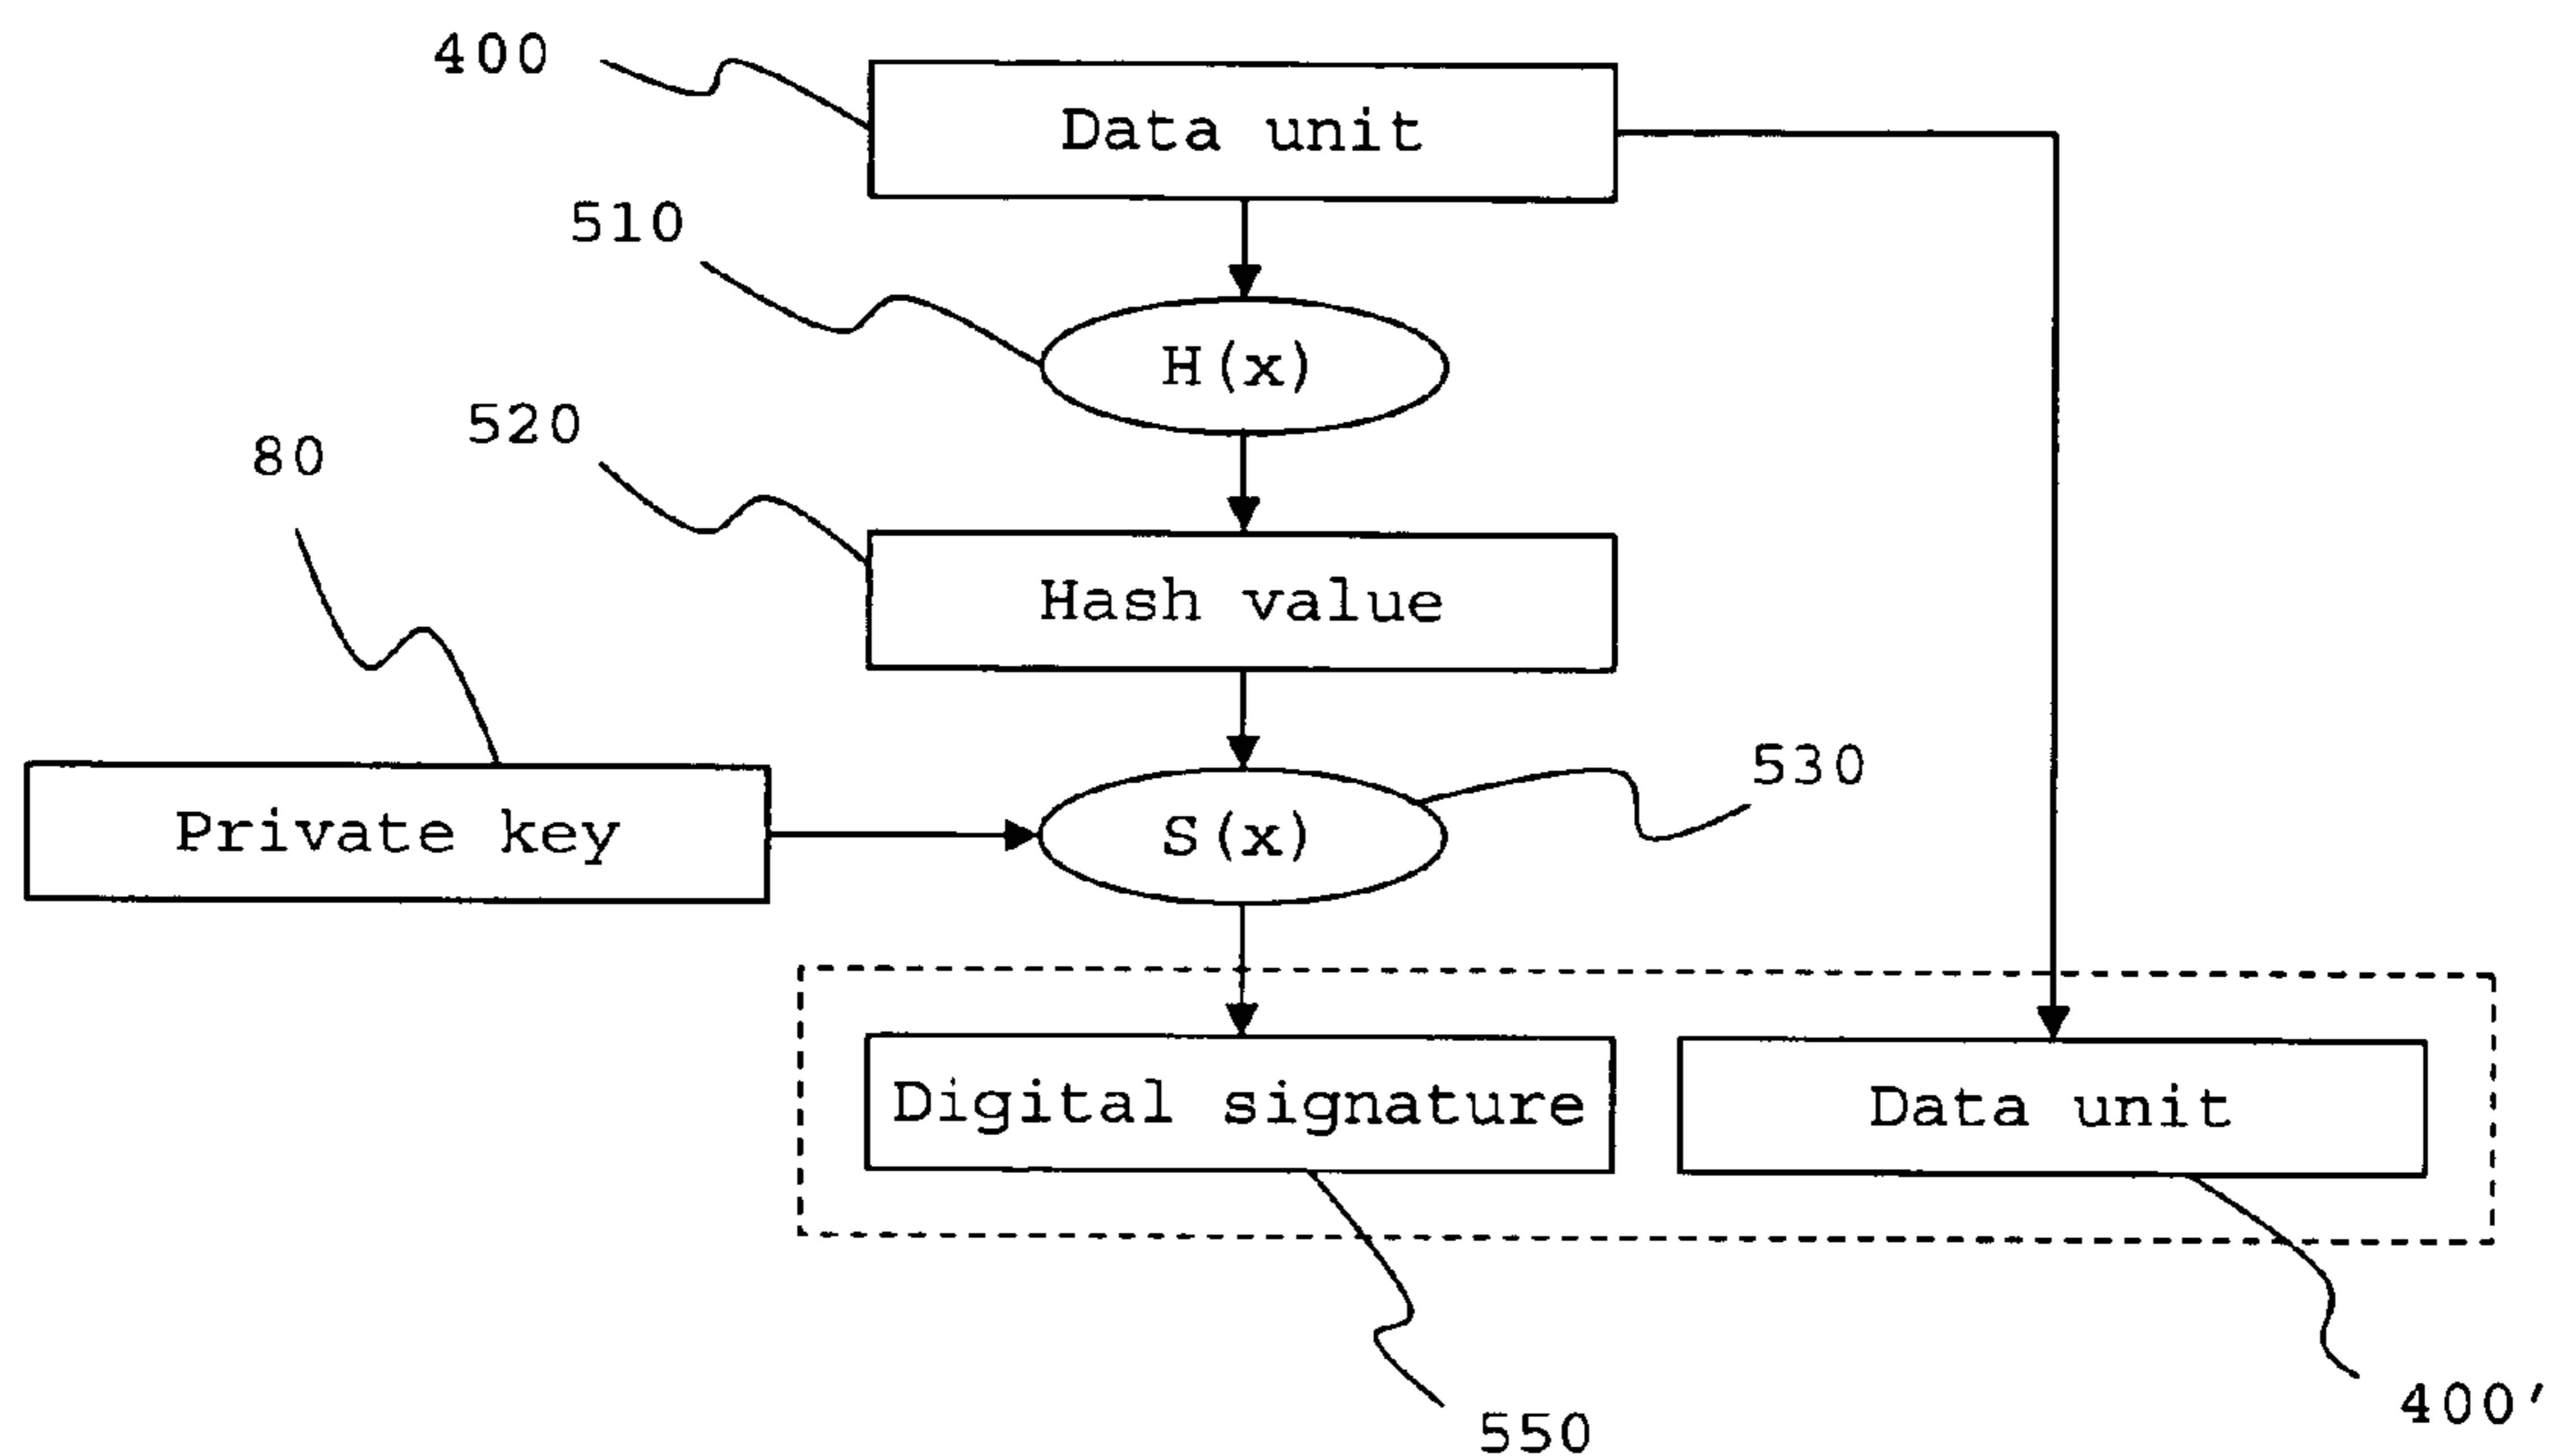 400
Data unit
510
H(x)
520
80
Hash value
530
Private key
S(x)
Digital signature
Data unit
400'
550